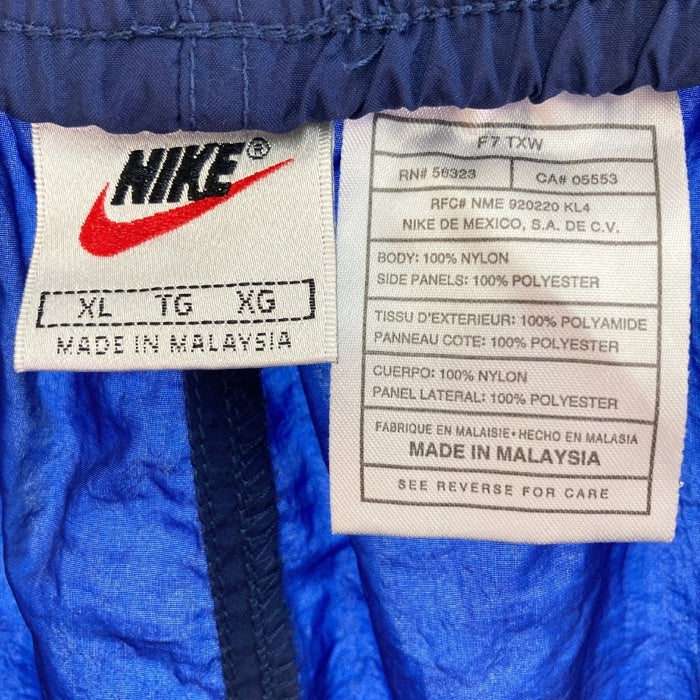 NIKE®
XL TG XG
MADE IN MALAYSIA
F7 TXW
RN# 56323 CA# 05553
RFC# NME 920220 KL4
NIKE DE MEXICO, S.A. DE C.V.
BODY: 100% NYLON
SIDE PANELS: 100% POLYESTER
TISSU D'EXTERIEUR: 100% POLYAMIDE
PANNEAU COTE: 100% POLYESTER
CUERPO: 100% NYLON
PANEL LATERAL: 100% POLYESTER
FABRIQUE EN MALAISIE • HECHO EN MALASIA
MADE IN MALAYSIA
SEE REVERSE FOR CARE